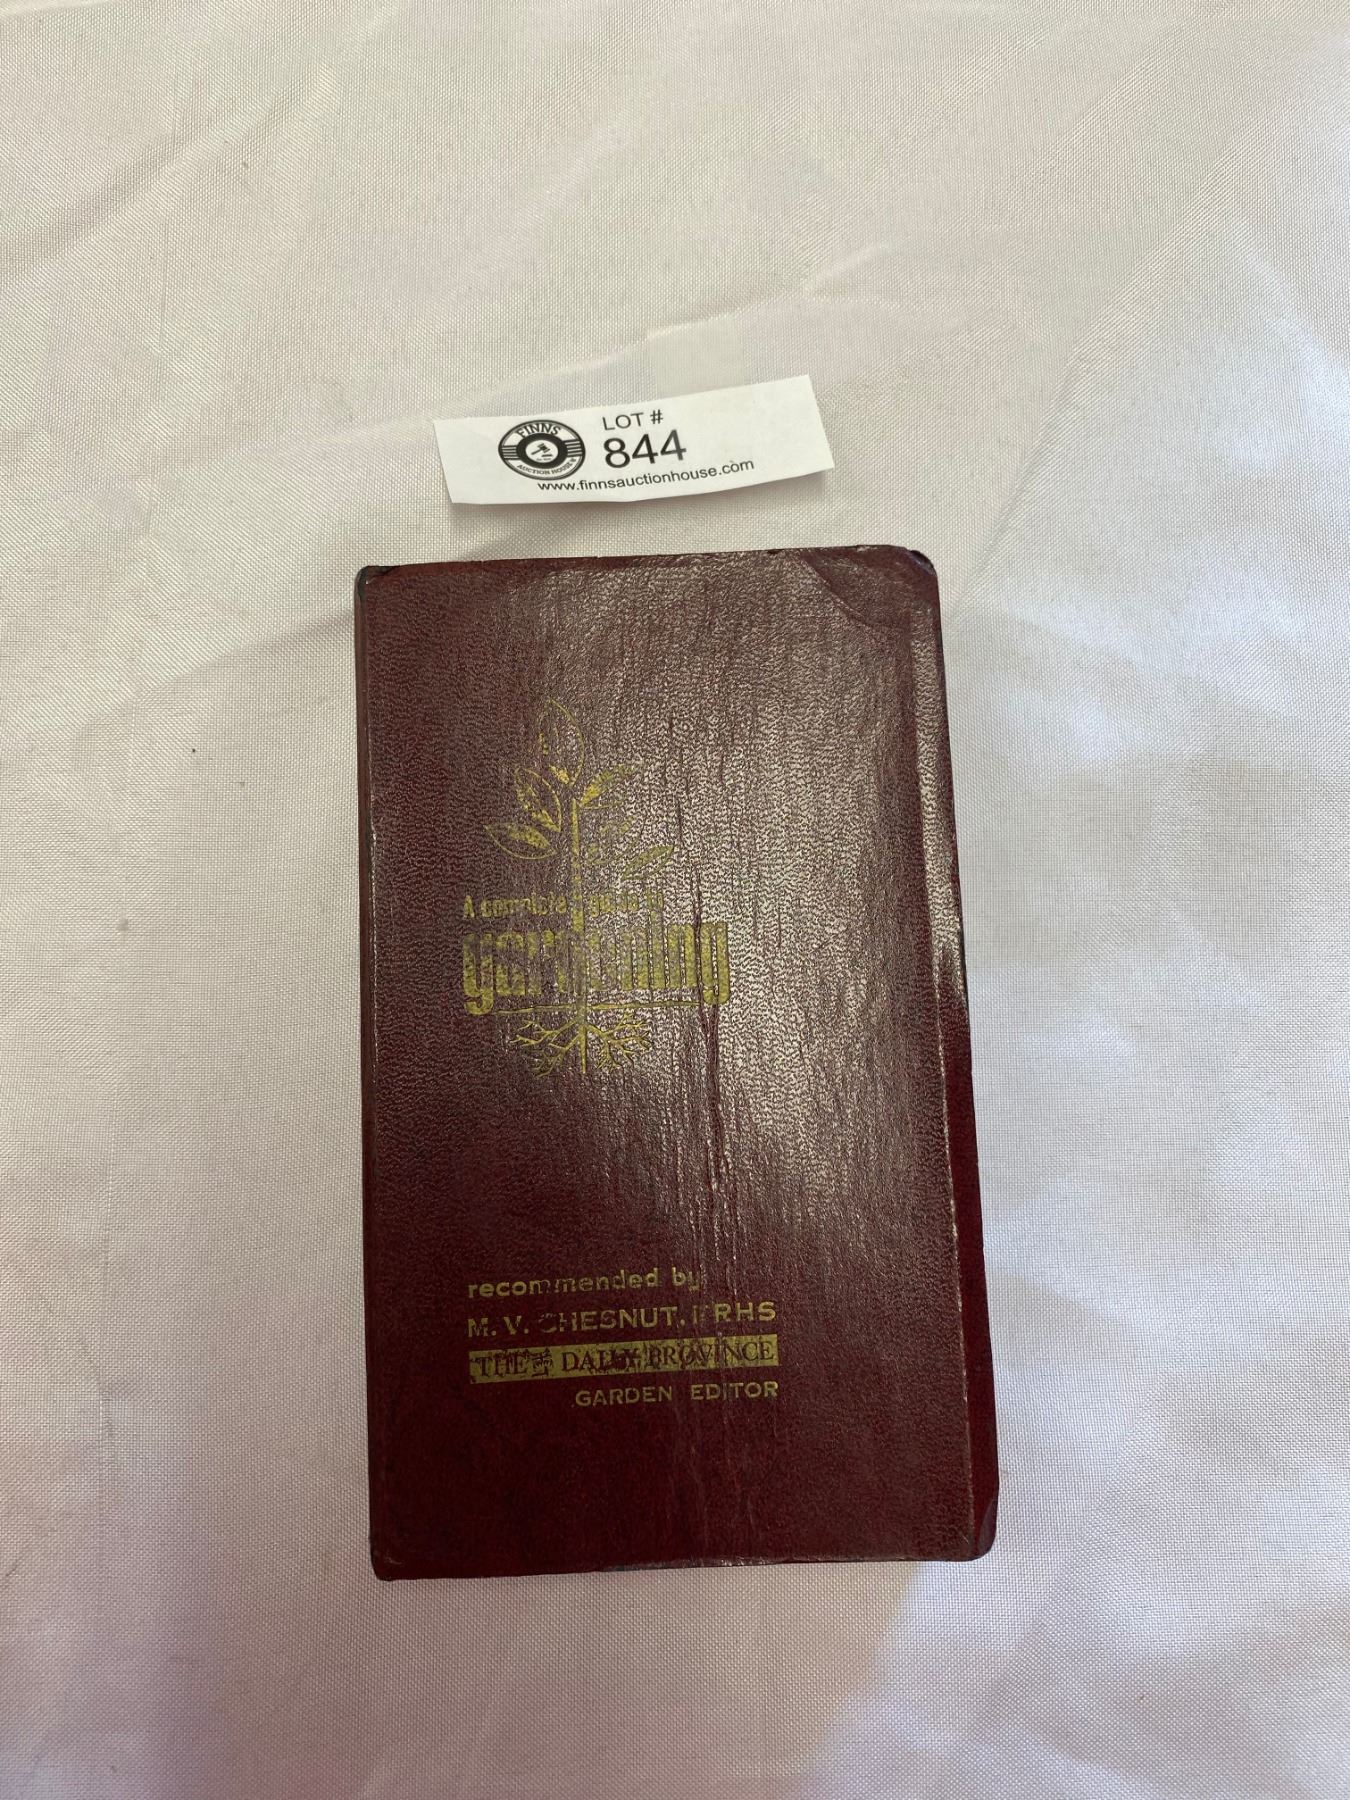 FINNS
AUCTION HOUSE
LOT #
844
www.finnsauctionhouse.com
A complete guide to
gardening
recommended by
M. V. CHESNUT, FRHS
THE DAILY PROVINCE
GARDEN EDITOR